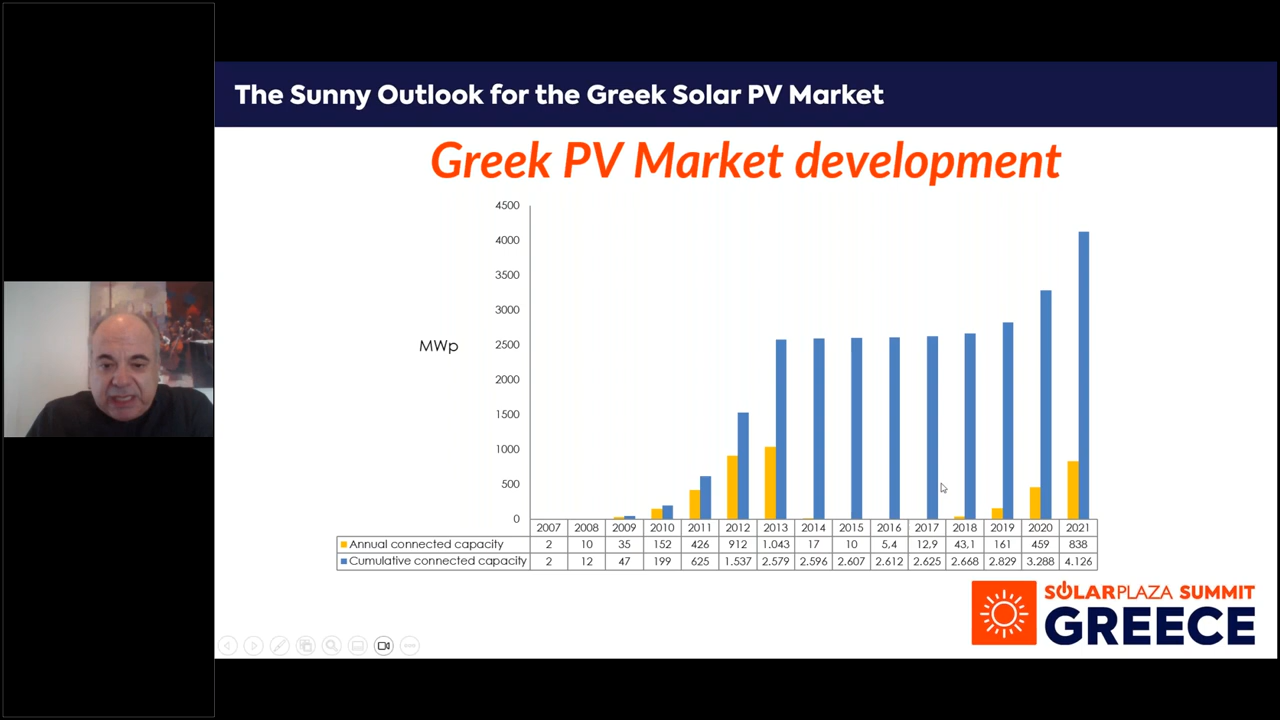 The Sunny Outlook for the Greek Solar PV Market
Greek PV Market development
MWp
4500
4000
3500
3000
2500
2000
1500
1000
500
0
2007 2008 2009 2010 2011 2012 2013 2014 2015 2016 2017 2018 2019 2020 2021
Annual connected capacity 2 10 35 152 426 912 1.043 17 10 5,4 12,9 43,1 161 459 838
Cumulative connected capacity 2 12 47 199 625 1.537 2.579 2.596 2.607 2.612 2.625 2.668 2.829 3.288 4.126
SOLARPLAZA SUMMIT
GREECE